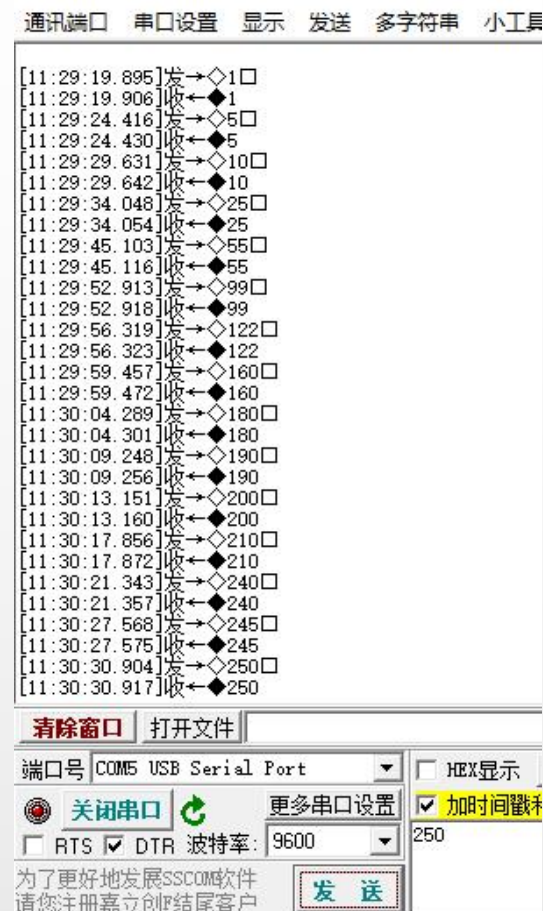 通讯端口 串口设置 显示 发送 多字符串 小工具
[11:29:19.895]发→◇1□
[11:29:19.906]收←◆1
[11:29:24.416]发→◇5□
[11:29:24.430]收←◆5
[11:29:29.631]发→◇10□
[11:29:29.642]收←◆10
[11:29:34.048]发→◇25□
[11:29:34.054]收←◆25
[11:29:45.103]发→◇55□
[11:29:45.116]收←◆55
[11:29:52.913]发→◇99□
[11:29:52.918]收←◆99
[11:29:56.319]发→◇122□
[11:29:56.323]收←◆122
[11:29:59.457]发→◇160□
[11:29:59.472]收←◆160
[11:30:04.289]发→◇180□
[11:30:04.301]收←◆180
[11:30:09.248]发→◇190□
[11:30:09.256]收←◆190
[11:30:13.151]发→◇200□
[11:30:13.160]收←◆200
[11:30:17.856]发→◇210□
[11:30:17.872]收←◆210
[11:30:21.343]发→◇240□
[11:30:21.357]收←◆240
[11:30:27.568]发→◇245□
[11:30:27.575]收←◆245
[11:30:30.904]发→◇250□
[11:30:30.917]收←◆250
清除窗口 打开文件
端口号 COM5 USB Serial Port HEX显示
关闭串口 更多串口设置 加时间戳和
RTS DTR 波特率: 9600 250
为了更好地发展SSCOM软件
请您注册嘉立创F结尾客户 发 送